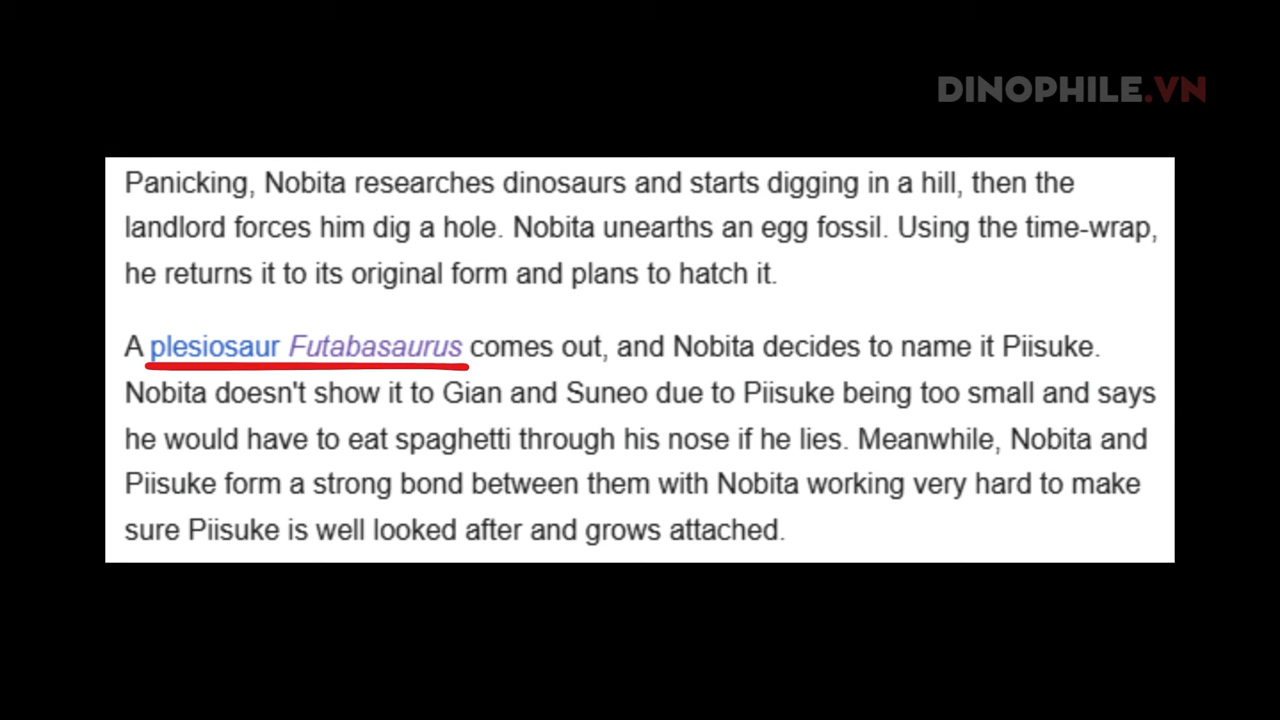 DINOPHILE.VN
Panicking, Nobita researches dinosaurs and starts digging in a hill, then the
landlord forces him dig a hole. Nobita unearths an egg fossil. Using the time-wrap,
he returns it to its original form and plans to hatch it.
A plesiosaur Futabasaurus comes out, and Nobita decides to name it Piisuke.
Nobita doesn't show it to Gian and Suneo due to Piisuke being too small and says
he would have to eat spaghetti through his nose if he lies. Meanwhile, Nobita and
Piisuke form a strong bond between them with Nobita working very hard to make
sure Piisuke is well looked after and grows attached.